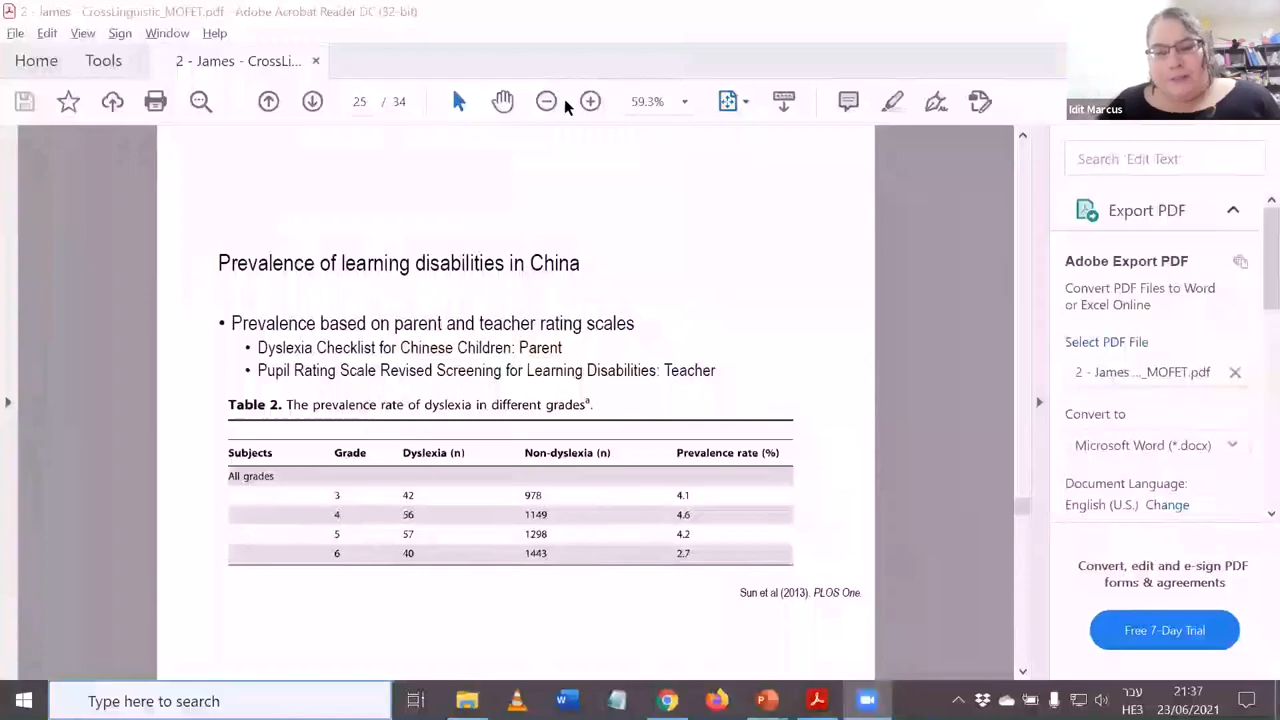 2 - James - CrossLinguistic_MOFET.pdf - Adobe Acrobat Reader DC (32-bit)
File Edit View Sign Window Help
Home Tools 2 - James - CrossLi... ×
25 / 34 59.3%
Idit Marcus
Search 'Edit Text'
Export PDF
Adobe Export PDF
Convert PDF Files to Word
or Excel Online
Select PDF File
2 - James ... _MOFET.pdf
Convert to
Microsoft Word (*.docx)
Document Language:
English (U.S.) Change
Convert, edit and e-sign PDF
forms & agreements
Free 7-Day Trial
Prevalence of learning disabilities in China
• Prevalence based on parent and teacher rating scales
• Dyslexia Checklist for Chinese Children: Parent
• Pupil Rating Scale Revised Screening for Learning Disabilities: Teacher
Table 2. The prevalence rate of dyslexia in different gradesa.
Subjects Grade Dyslexia (n) Non-dyslexia (n) Prevalence rate (%)
All grades
3 42 978 4.1
4 56 1149 4.6
5 57 1298 4.2
6 40 1443 2.7
Sun et al (2013). PLOS One.
Type here to search
עבר
HE3
21:37
23/06/2021